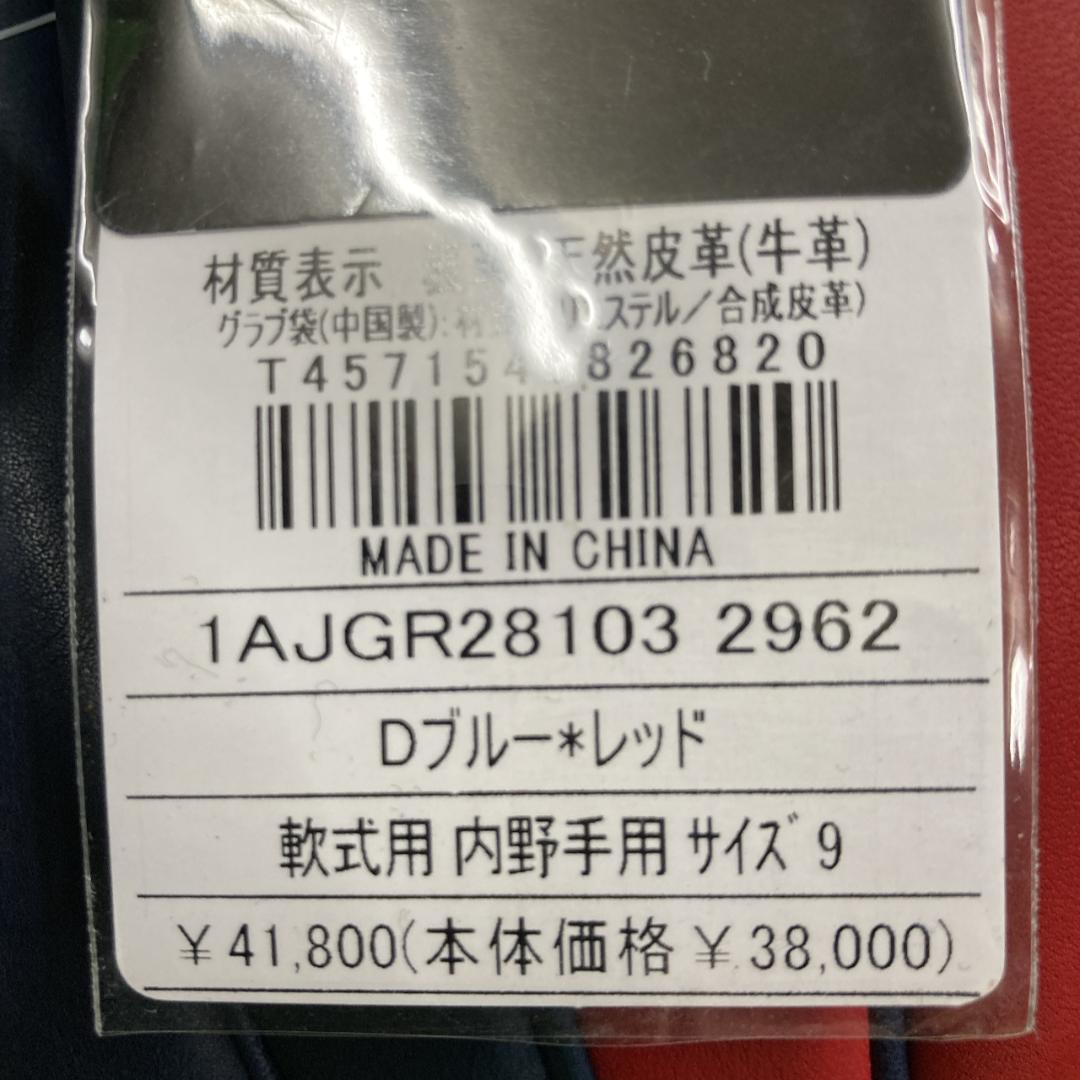 材質表示 天然皮革(牛革)
グラブ袋(中国製): ステル／合成皮革)
T457154 826820
MADE IN CHINA
1AJGR28103 2962
Dブルー*レッド
軟式用 内野手用 サイズ 9
¥41,800(本体価格¥38,000)